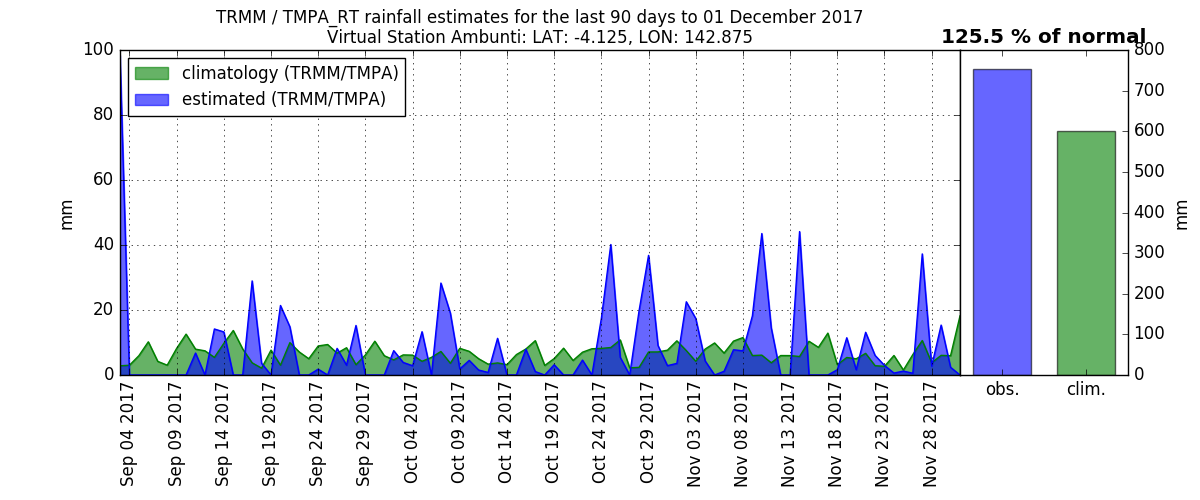 TRMM / TMPA_RT rainfall estimates for the last 90 days to 01 December 2017
Virtual Station Ambunti: LAT: -4.125, LON: 142.875
125.5 % of normal
climatology (TRMM/TMPA)
estimated (TRMM/TMPA)
100
80
60
40
20
0
mm
800
700
600
500
400
300
200
100
0
mm
Sep 04 2017
Sep 09 2017
Sep 14 2017
Sep 19 2017
Sep 24 2017
Sep 29 2017
Oct 04 2017
Oct 09 2017
Oct 14 2017
Oct 19 2017
Oct 24 2017
Oct 29 2017
Nov 03 2017
Nov 08 2017
Nov 13 2017
Nov 18 2017
Nov 23 2017
Nov 28 2017
obs.
clim.